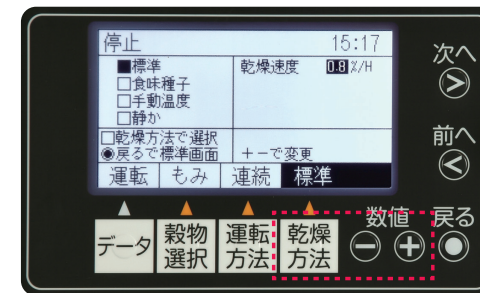 停止 15:17
■標準 乾燥速度 0.8%/H
□食味種子
□手動温度
□静か
□乾燥方法で選択
◉戻るで標準画面 +-で変更
運転 もみ 連続 標準
次へ
前へ
データ
穀物選択
運転方法
乾燥方法
数値
戻る